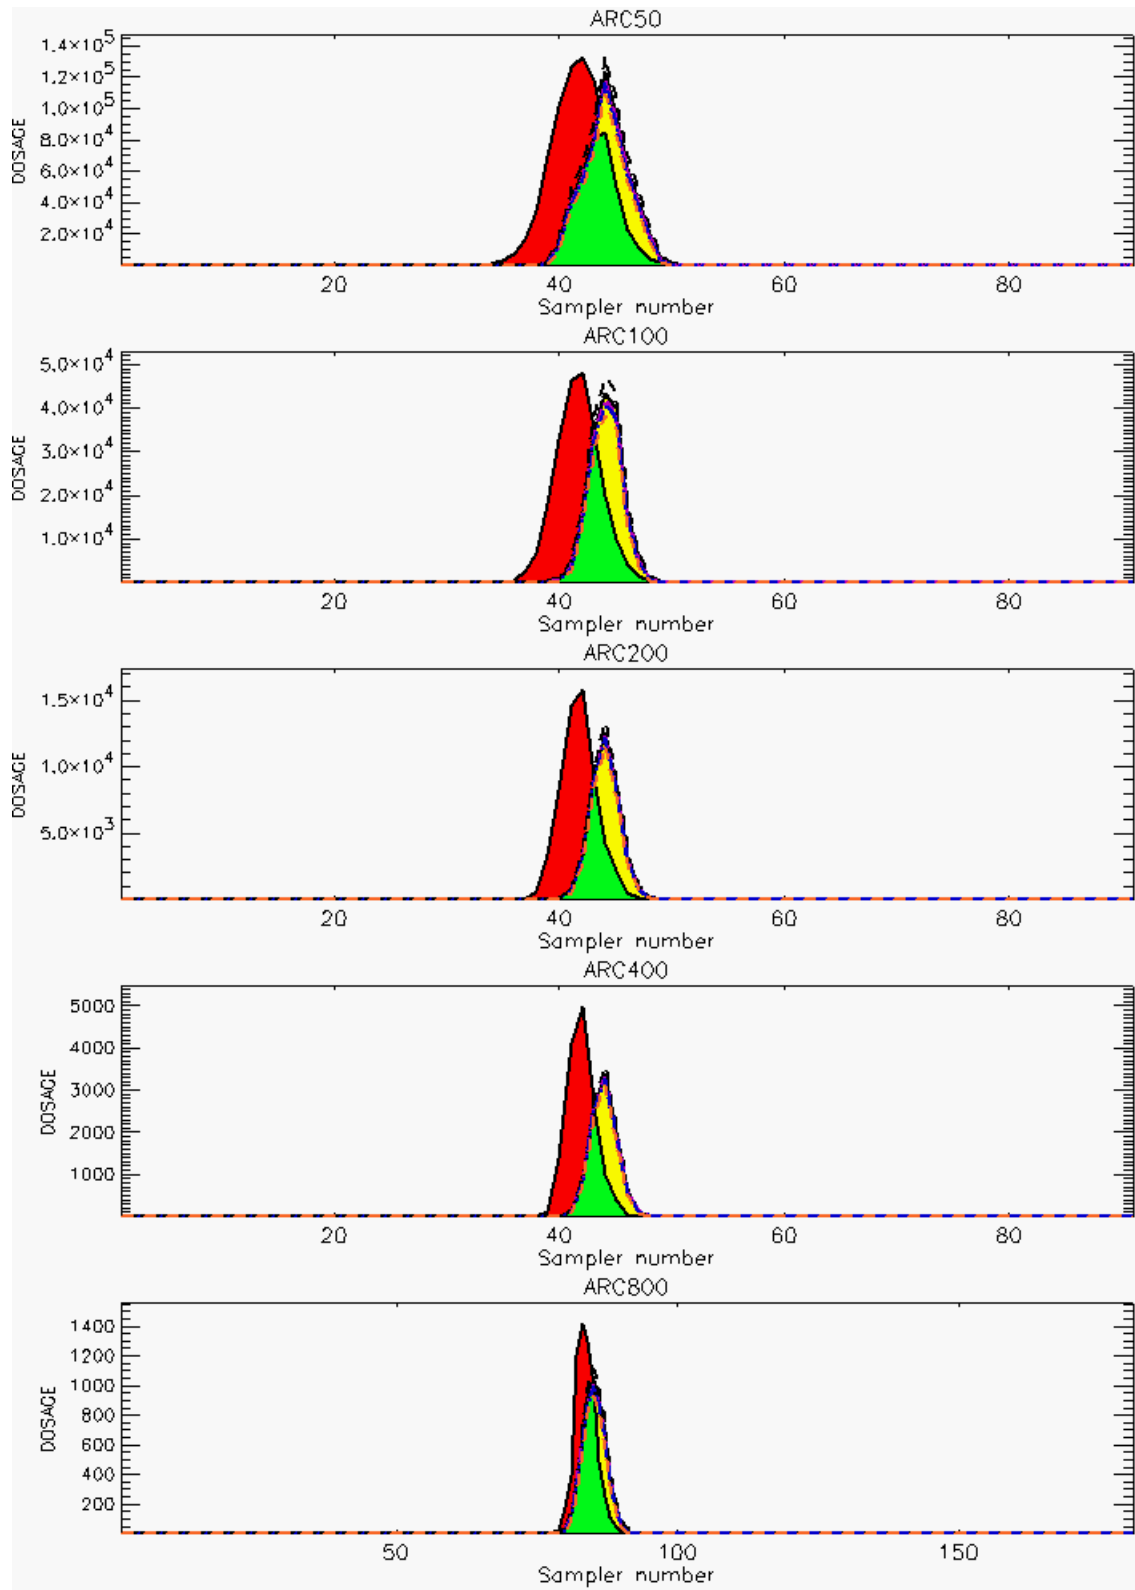 ARC50
1.4×10^5
1.2×10^5
1.0×10^5
8.0×10^4
6.0×10^4
4.0×10^4
2.0×10^4
DOSAGE
20 40 60 80
Sampler number
ARC100
5.0×10^4
4.0×10^4
3.0×10^4
2.0×10^4
1.0×10^4
DOSAGE
20 40 60 80
Sampler number
ARC200
1.5×10^4
1.0×10^4
5.0×10^3
DOSAGE
20 40 60 80
Sampler number
ARC400
5000
4000
3000
2000
1000
DOSAGE
20 40 60 80
Sampler number
ARC800
1400
1200
1000
800
600
400
200
DOSAGE
50 100 150
Sampler number